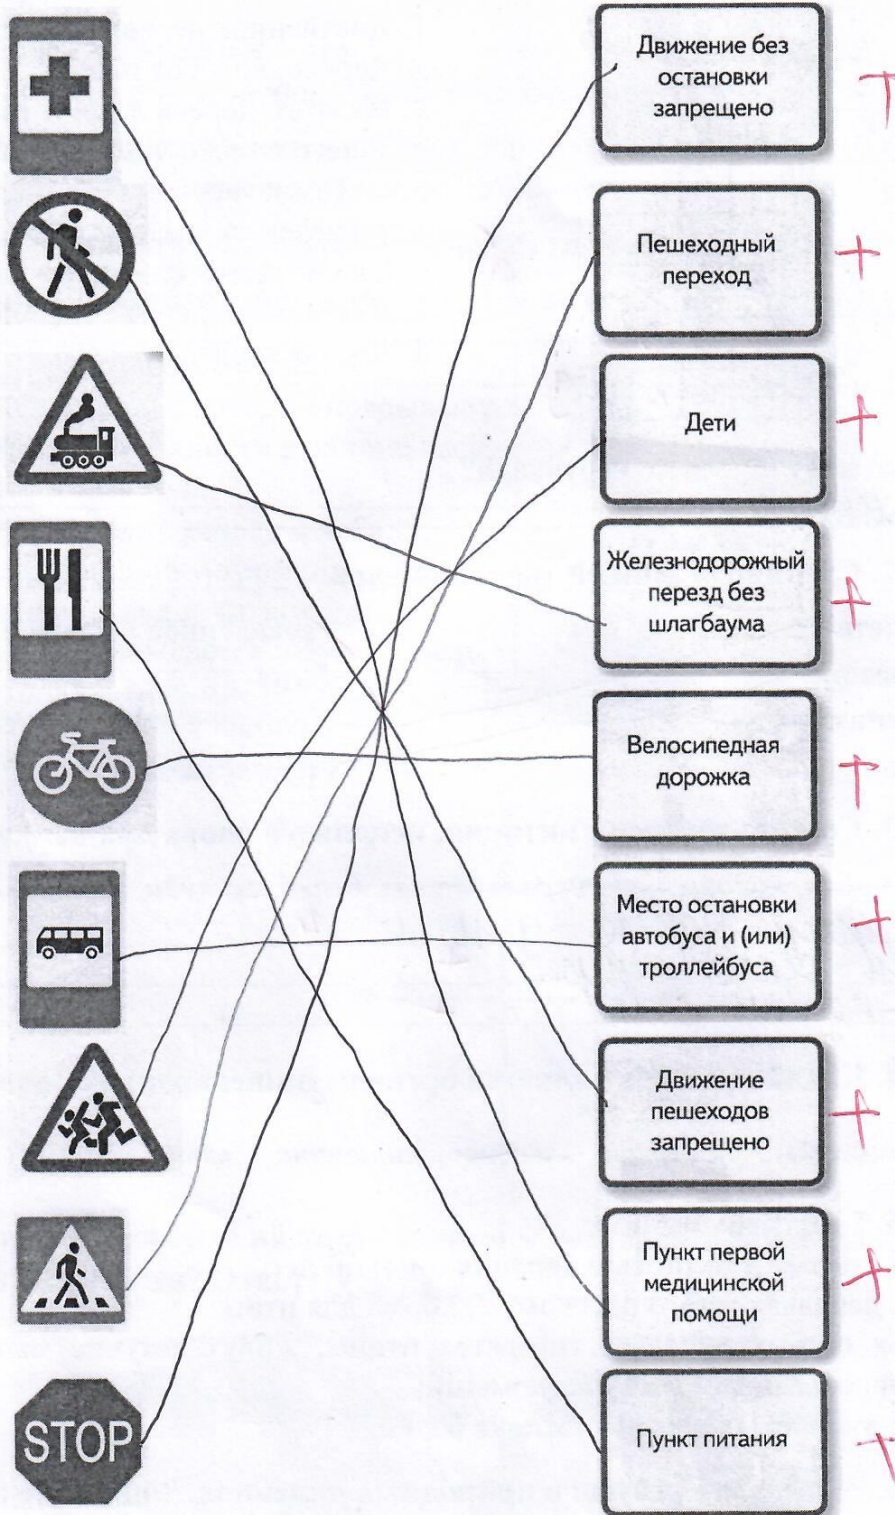 Движение без
остановки
запрещено
Пешеходный
переход
Дети
Железнодорожный
перезд без
шлагбаума
Велосипедная
дорожка
Место остановки
автобуса и (или)
троллейбуса
Движение
пешеходов
запрещено
Пункт первой
медицинской
помощи
STOP
Пункт питания